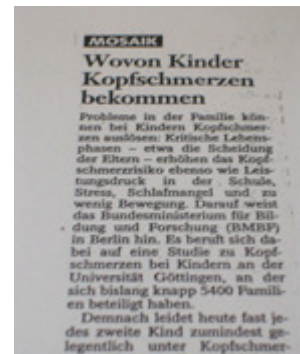 MOSAIK
Wovon Kinder
Kopfschmerzen
bekommen
Probleme in der Familie kön-
nen bei Kindern Kopfschmer-
zen auslösen: Kritische Lebens-
phasen – etwa die Scheidung
der Eltern – erhöhen das Kopf-
schmerzrisiko ebenso wie Leis-
tungsdruck in der Schule,
Stress, Schlafmangel und zu
wenig Bewegung. Darauf weist
das Bundesministerium für Bil-
dung und Forschung (BMBF)
in Berlin hin. Es beruft sich da-
bei auf eine Studie zu Kopf-
schmerzen bei Kindern an der
Universität Göttingen, an der
sich bislang knapp 5400 Famili-
en beteiligt haben.
Demnach leidet heute fast je-
des zweite Kind zumindest ge-
legentlich unter Kopfschmer-